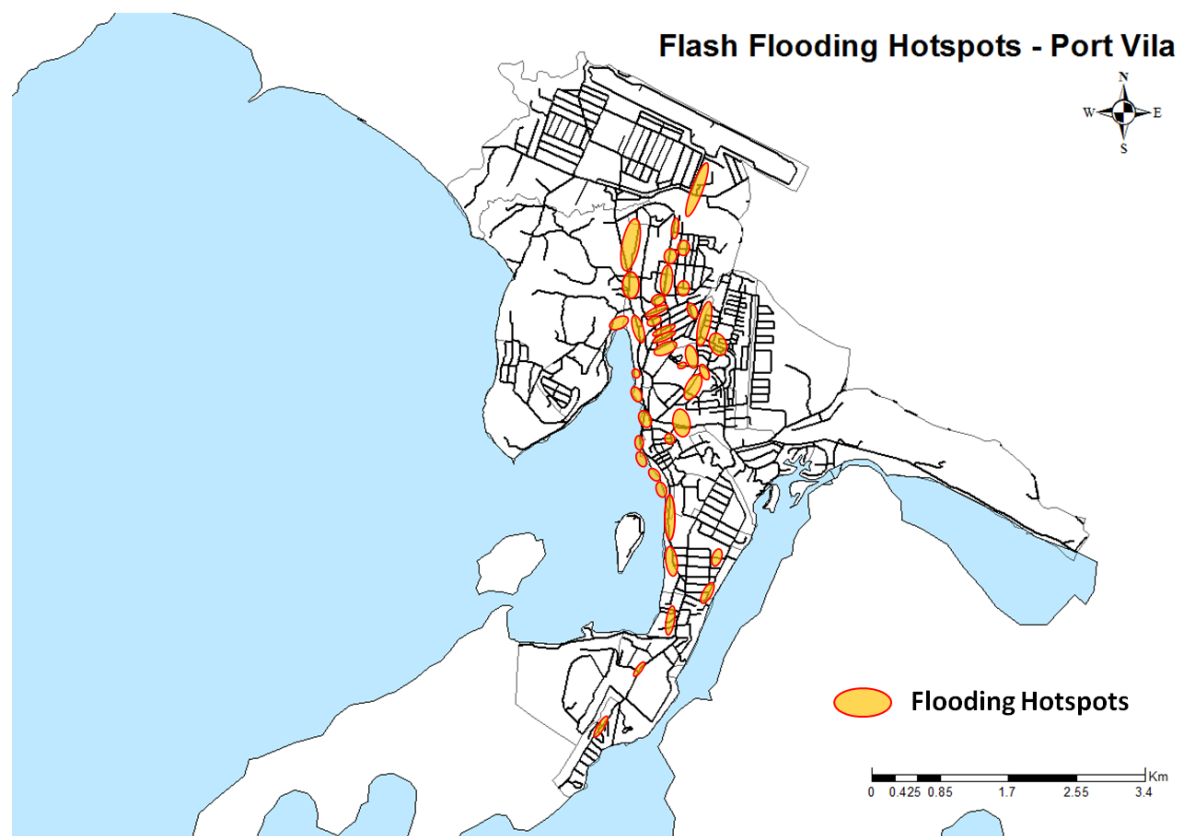 Flash Flooding Hotspots - Port Vila
N
W E
S
Flooding Hotspots
Km
0 0.425 0.85 1.7 2.55 3.4